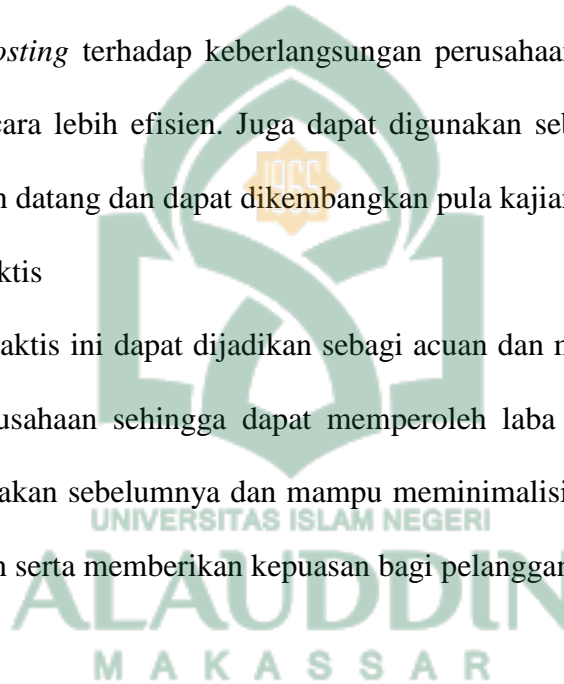 osting terhadap keberlangsungan perusahaan
cara lebih efisien. Juga dapat digunakan seb
n datang dan dapat dikembangkan pula kajian
ktis
aktis ini dapat dijadikan sebagi acuan dan n
usahaan sehingga dapat memperoleh laba
akan sebelumnya dan mampu meminimalisi
n serta memberikan kepuasan bagi pelanggan
1965
UNIVERSITAS ISLAM NEGERI
ALAUDDIN
MAKASSAR